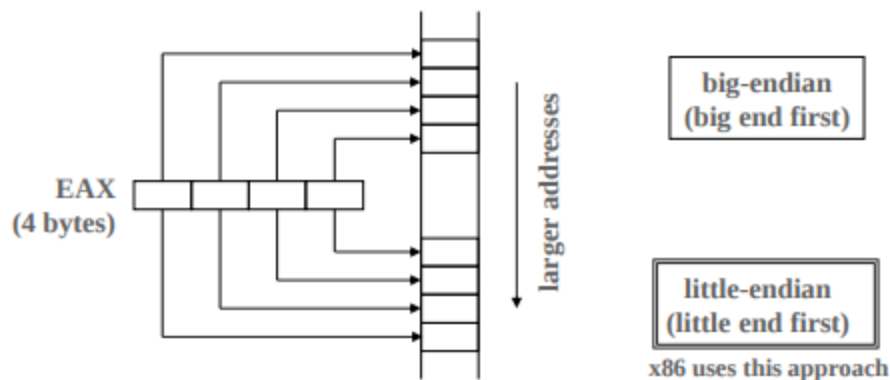 EAX
(4 bytes)
larger addresses
big-endian
(big end first)
little-endian
(little end first)
x86 uses this approach